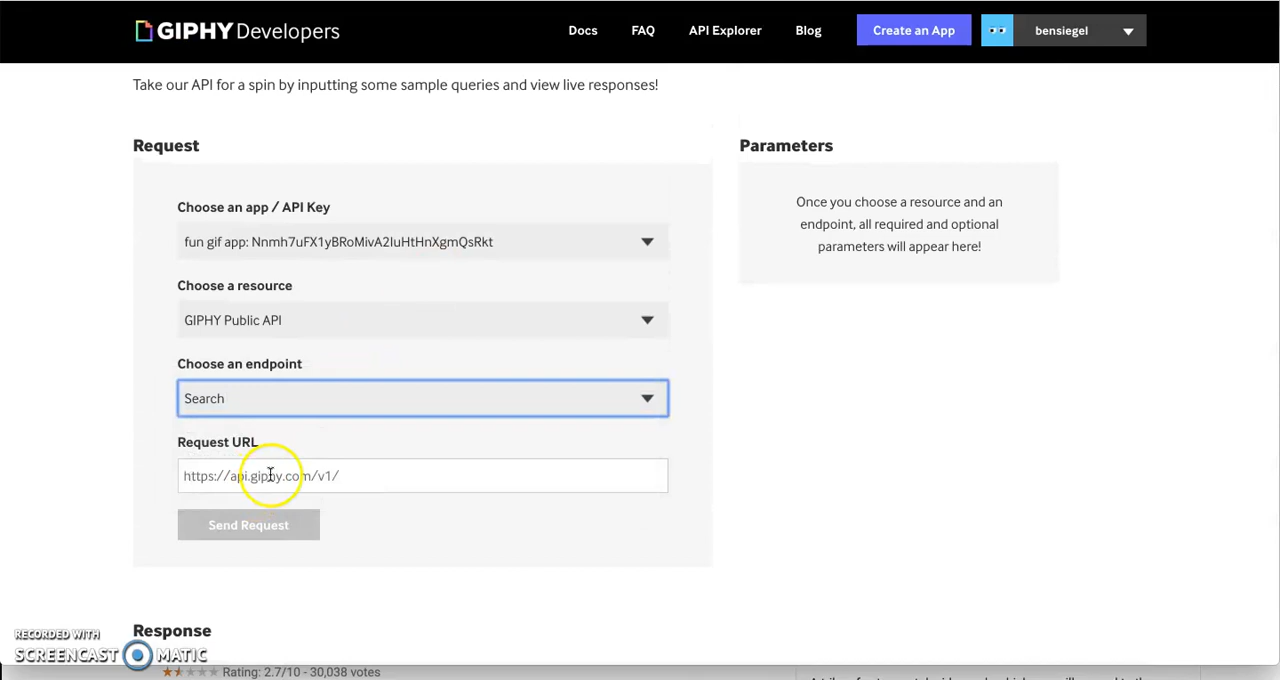 GIPHY Developers
Docs FAQ API Explorer Blog Create an App bensiegel
Take our API for a spin by inputting some sample queries and view live responses!
Request
Choose an app / API Key
fun gif app: Nnmh7uFX1yBRoMivA2IuHtHnXgmQsRkt
Choose a resource
GIPHY Public API
Choose an endpoint
Search
Request URL
https://api.giphy.com/v1/
Send Request
Parameters
Once you choose a resource and an
endpoint, all required and optional
parameters will appear here!
Response
RECORDED WITH
SCREENCAST MATIC
Rating: 2.7/10 - 30,038 votes